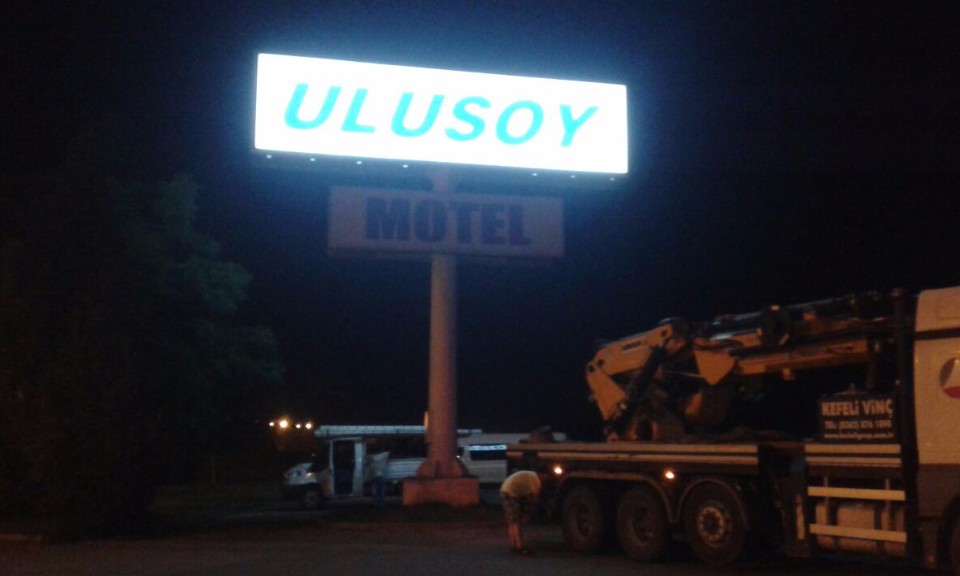 ULUSOY
MOTEL
KEFELİ VİNÇ